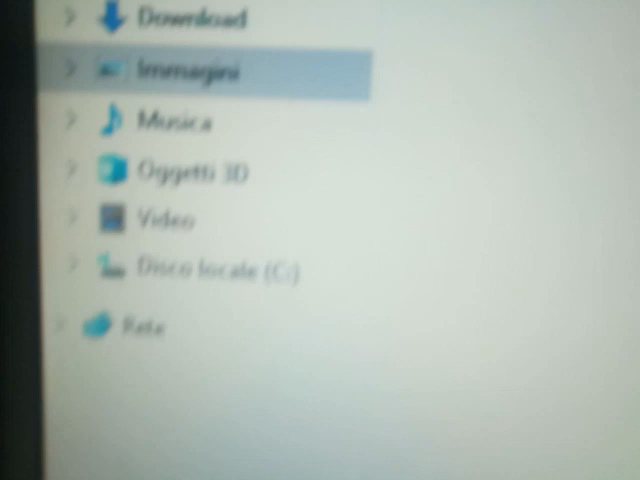 Download
Immagini
Musica
Oggetti 3D
Video
Disco locale (C:)
Rete